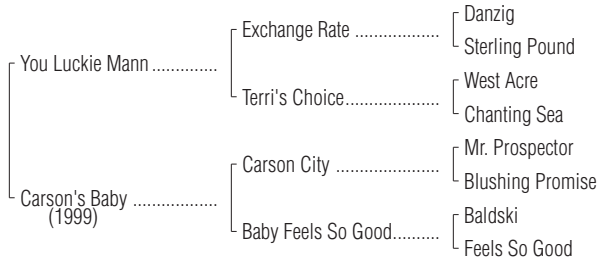 Danzig
Exchange Rate ..................
Sterling Pound
You Luckie Mann .............
West Acre
Terri's Choice...................
Chanting Sea
Mr. Prospector
Carson City ....................
Blushing Promise
Carson's Baby .................
(1999)
Baldski
Baby Feels So Good..........
Feels So Good